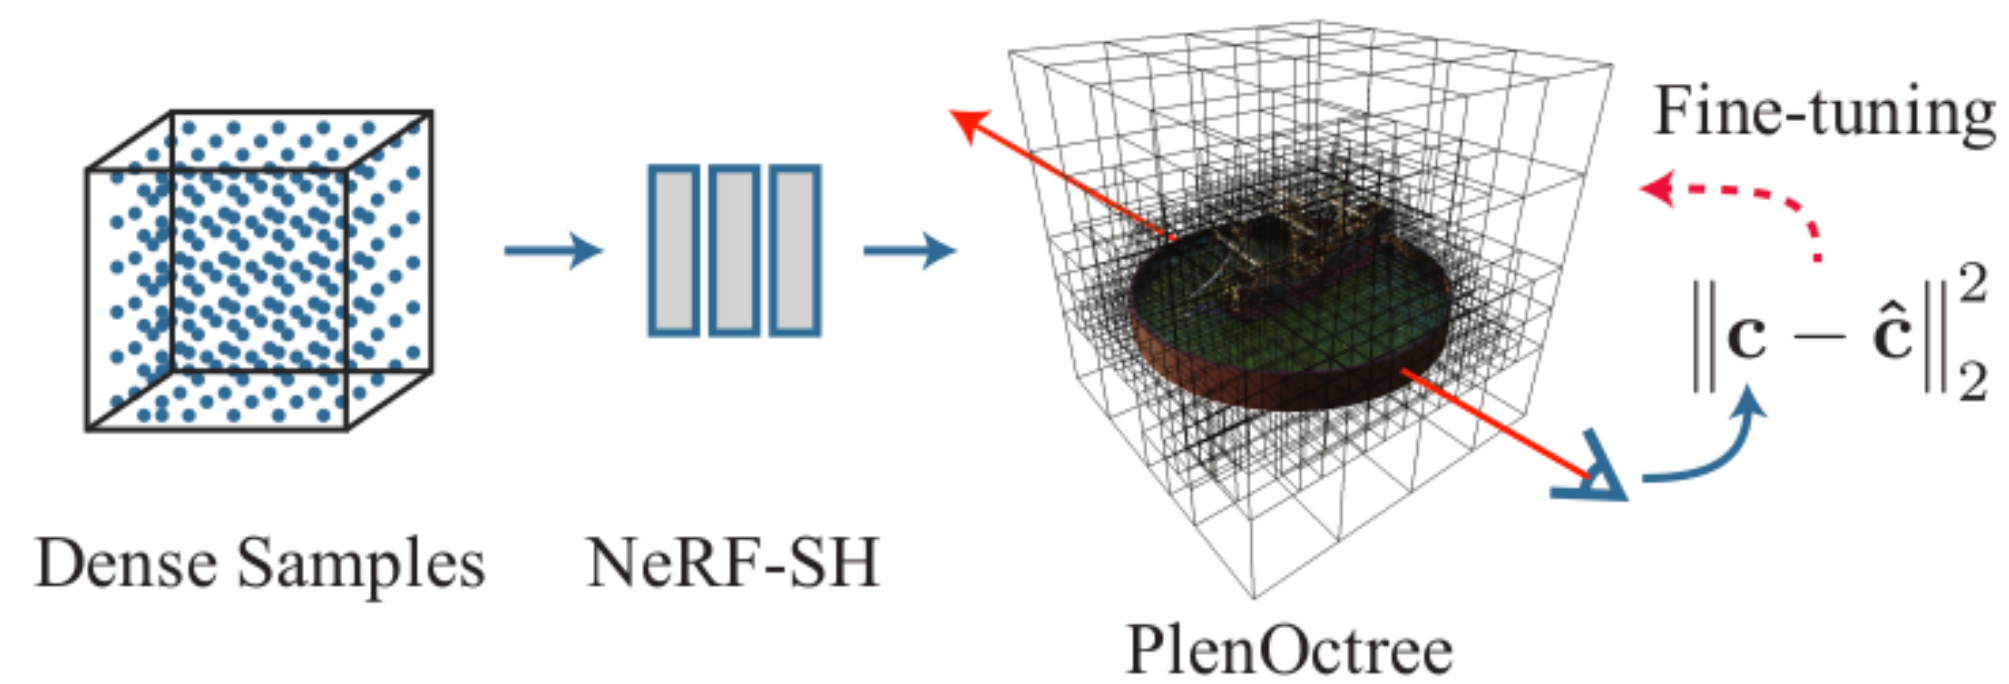 Dense Samples
NeRF-SH
PlenOctree
Fine-tuning
‖c − ĉ‖₂²